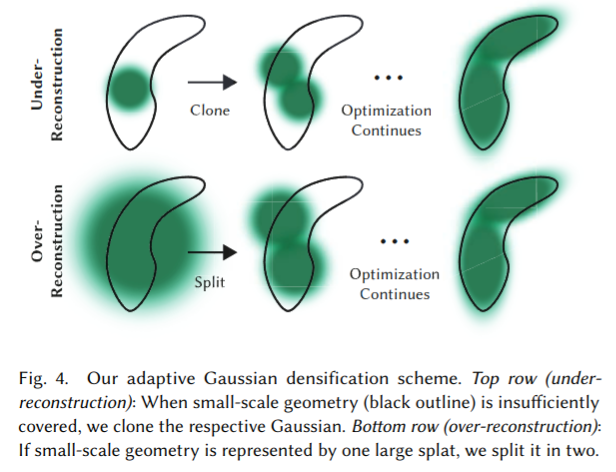 Under-
Reconstruction
Clone
...
Optimization
Continues
Over-
Reconstruction
Split
...
Optimization
Continues
Fig. 4. Our adaptive Gaussian densification scheme. Top row (under-
reconstruction): When small-scale geometry (black outline) is insufficiently
covered, we clone the respective Gaussian. Bottom row (over-reconstruction):
If small-scale geometry is represented by one large splat, we split it in two.